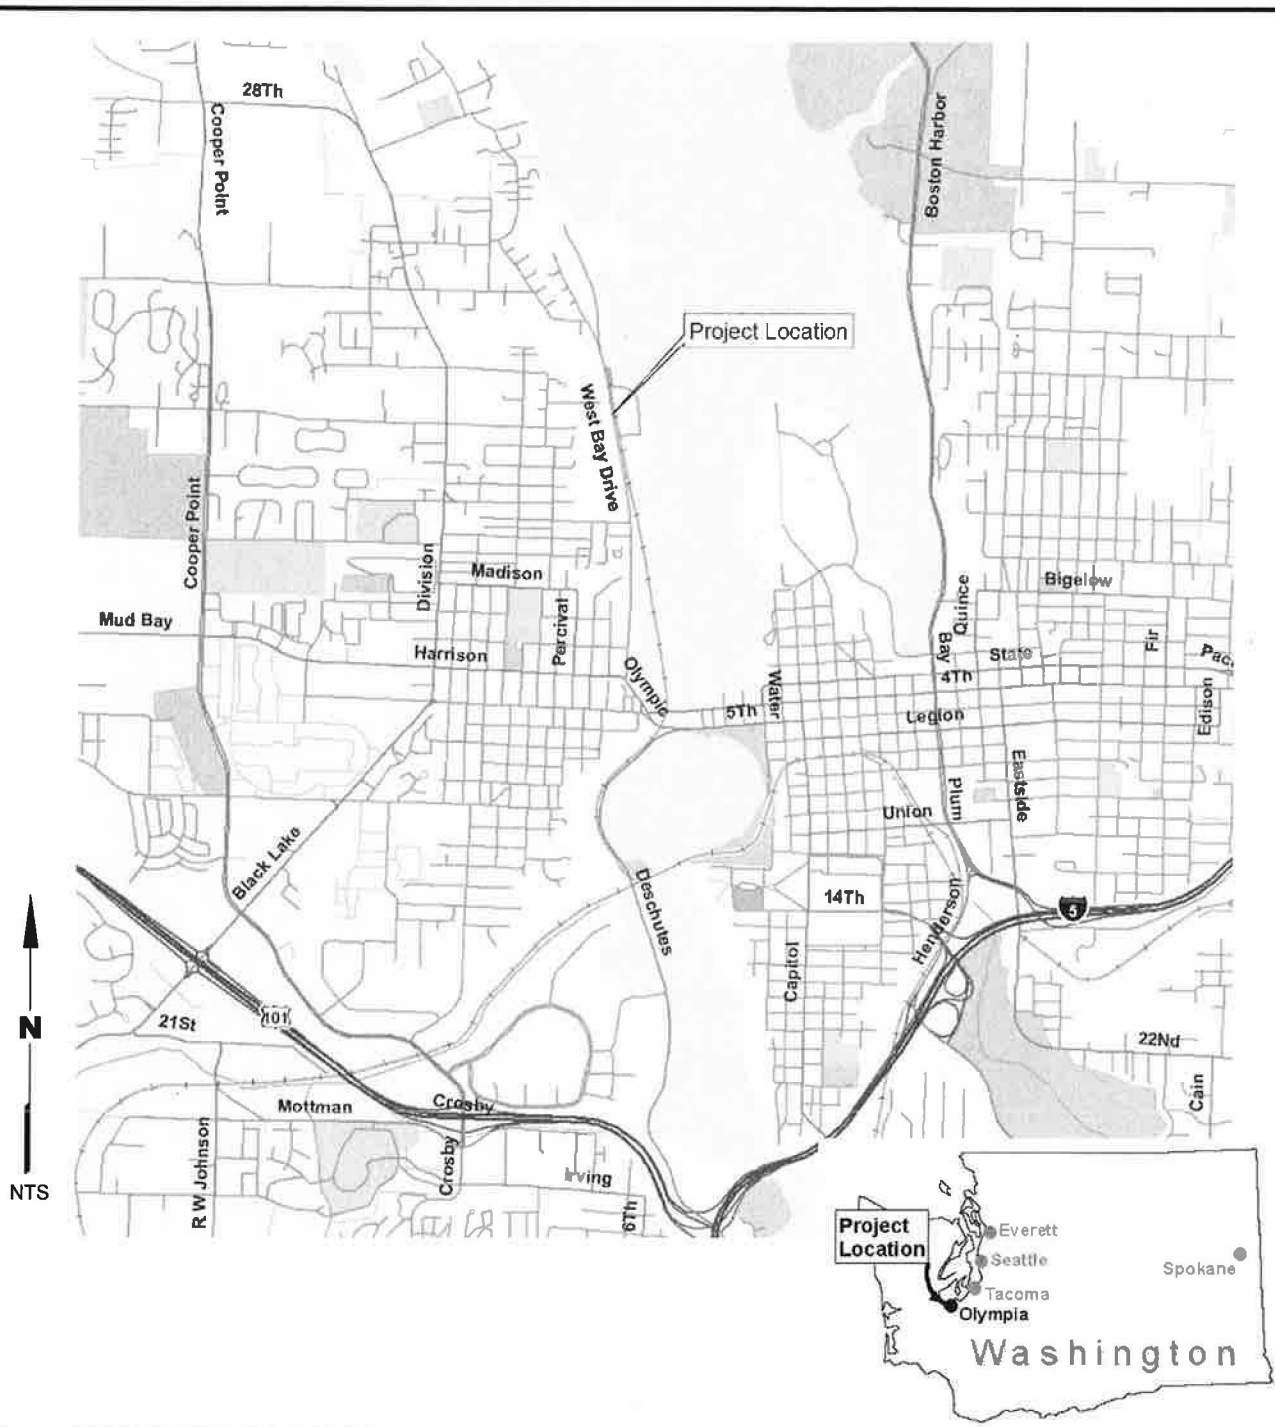 28Th
Cooper Point
Boston Harbor
Project Location
West Bay Drive
Cooper Point
Division
Madison
Bigelow
Quince
Mud Bay
Percival
Harrison
Bay
State
Fir
Pac
Olympic
Water
4Th
5Th
Legion
Edison
Eastside
Plum
Union
Black Lake
Deschutes
14Th
Henderson
5
Capitol
N
101
21St
22Nd
Cain
Mottman
Crosby
R W Johnson
Crosby
Irving
6Th
NTS
Project
Location
Everett
Seattle
Spokane
Tacoma
Olympia
Washington